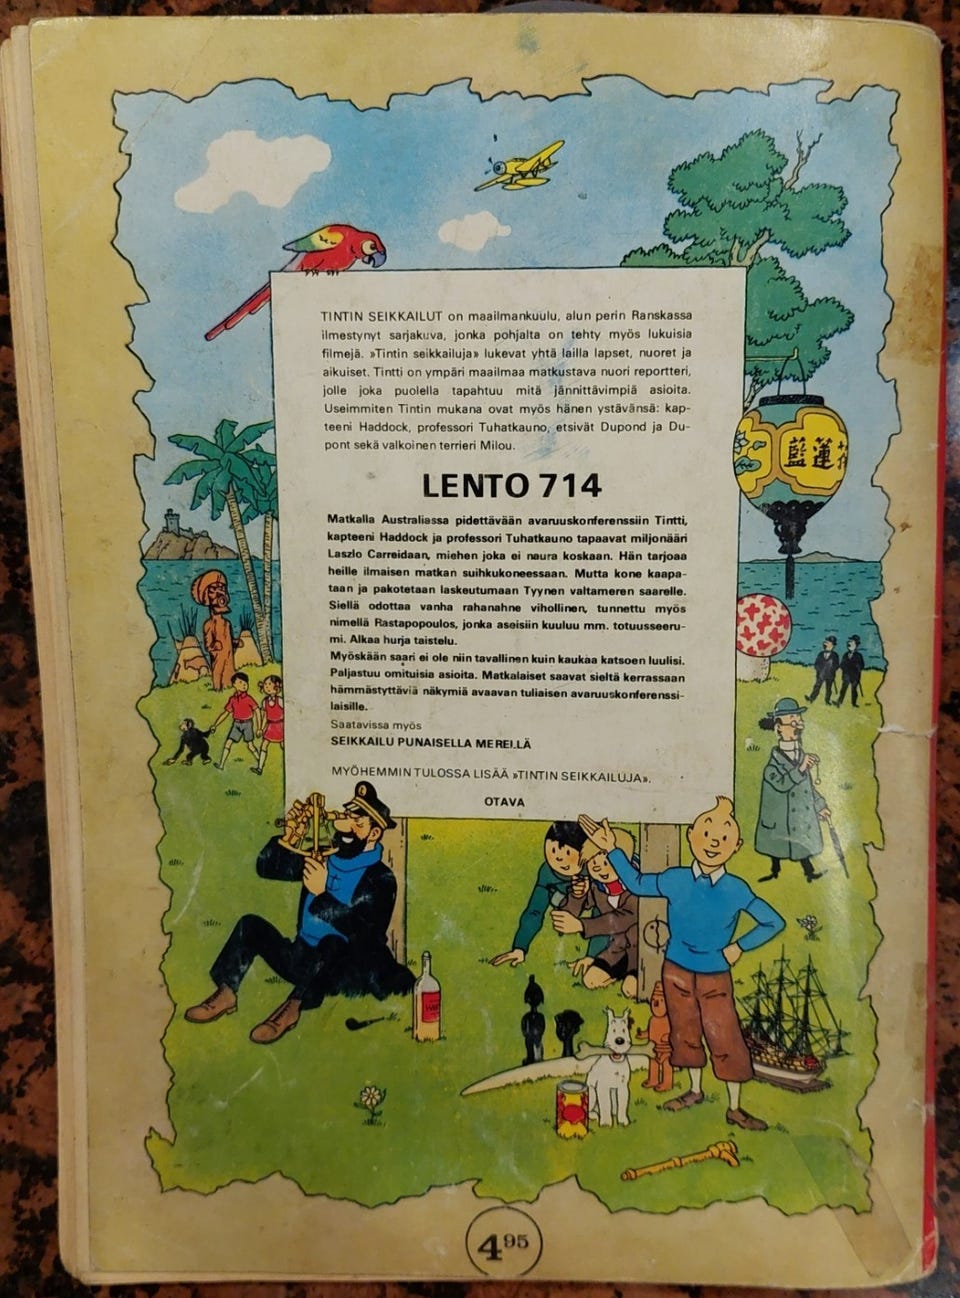 TINTIN SEIKKAILUT on maailmankuulu, alun perin Ranskassa
ilmestynyt sarjakuva, jonka pohjalta on tehty myös lukuisia
filmejä. »Tintin seikkailuja» lukevat yhtä lailla lapset, nuoret ja
aikuiset. Tintti on ympäri maailmaa matkustava nuori reportteri,
jolle joka puolella tapahtuu mitä jännittävimpiä asioita.
Useimmiten Tintin mukana ovat myös hänen ystävänsä: kap-
teeni Haddock, professori Tuhatkauno, etsivät Dupond ja Du-
pont sekä valkoinen terrieri Milou.
藍蓮
LENTO 714
Matkalla Australiassa pidettävään avaruuskonferenssiin Tintti,
kapteeni Haddock ja professori Tuhatkauno tapaavat miljonääri
Laszlo Carreidaan, miehen joka ei naura koskaan. Hän tarjoaa
heille ilmaisen matkan suihkukoneessaan. Mutta kone kaapa-
taan ja pakotetaan laskeutumaan Tyynen valtameren saarelle.
Siellä odottaa vanha rahanahne vihollinen, tunnettu myös
nimellä Rastapopoulos, jonka aseisiin kuuluu mm. totuusseeru-
mi. Alkaa hurja taistelu.
Myöskään saari ei ole niin tavallinen kuin kaukaa katsoen luulisi.
Paljastuu omituisia asioita. Matkalaiset saavat sieltä kerrassaan
hämmästyttäviä näkymiä avaavan tuliaisen avaruuskonferenssi-
laisille.
Saatavissa myös
SEIKKAILU PUNAISELLA MERELLÄ
MYÖHEMMIN TULOSSA LISÄÄ »TINTIN SEIKKAILUJA».
OTAVA
4 95